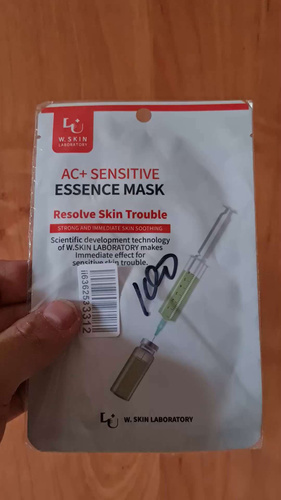 W. SKIN
LABORATORY
AC+ SENSITIVE
ESSENCE MASK
Resolve Skin Trouble
STRONG AND IMMEDIATE SKIN SOOTHING
Scientific development technology
of W.SKIN LABORATORY makes
Immediate effect for
sensitive skin trouble.
1000
W. SKIN LABORATORY